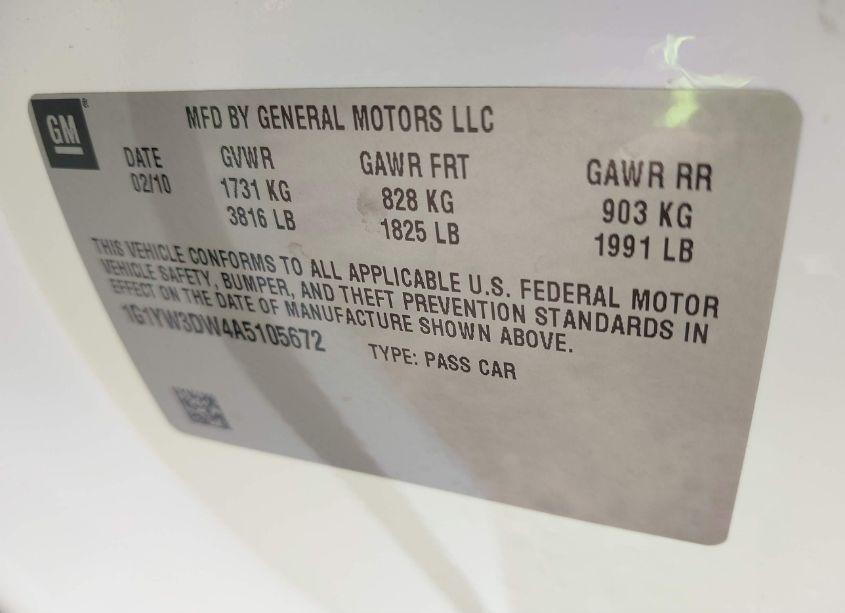 GM
MFD BY GENERAL MOTORS LLC
DATE GVWR GAWR FRT GAWR RR
02/10 1731 KG 828 KG 903 KG
3816 LB 1825 LB 1991 LB
THIS VEHICLE CONFORMS TO ALL APPLICABLE U.S. FEDERAL MOTOR
VEHICLE SAFETY, BUMPER, AND THEFT PREVENTION STANDARDS IN
EFFECT ON THE DATE OF MANUFACTURE SHOWN ABOVE.
1G1YW3DW4A5105672 TYPE: PASS CAR